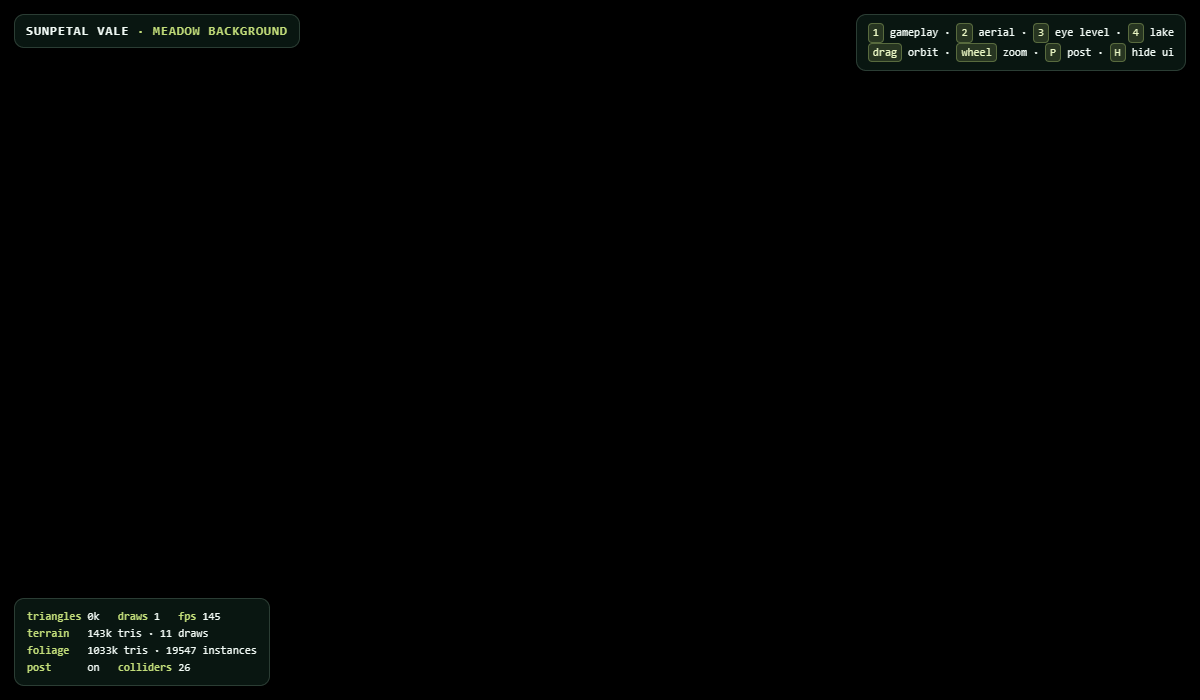 SUNPETAL VALE · MEADOW BACKGROUND
1 gameplay · 2 aerial · 3 eye level · 4 lake
drag orbit · wheel zoom · P post · H hide ui
triangles 0k draws 1 fps 145
terrain 143k tris · 11 draws
foliage 1033k tris · 19547 instances
post on colliders 26